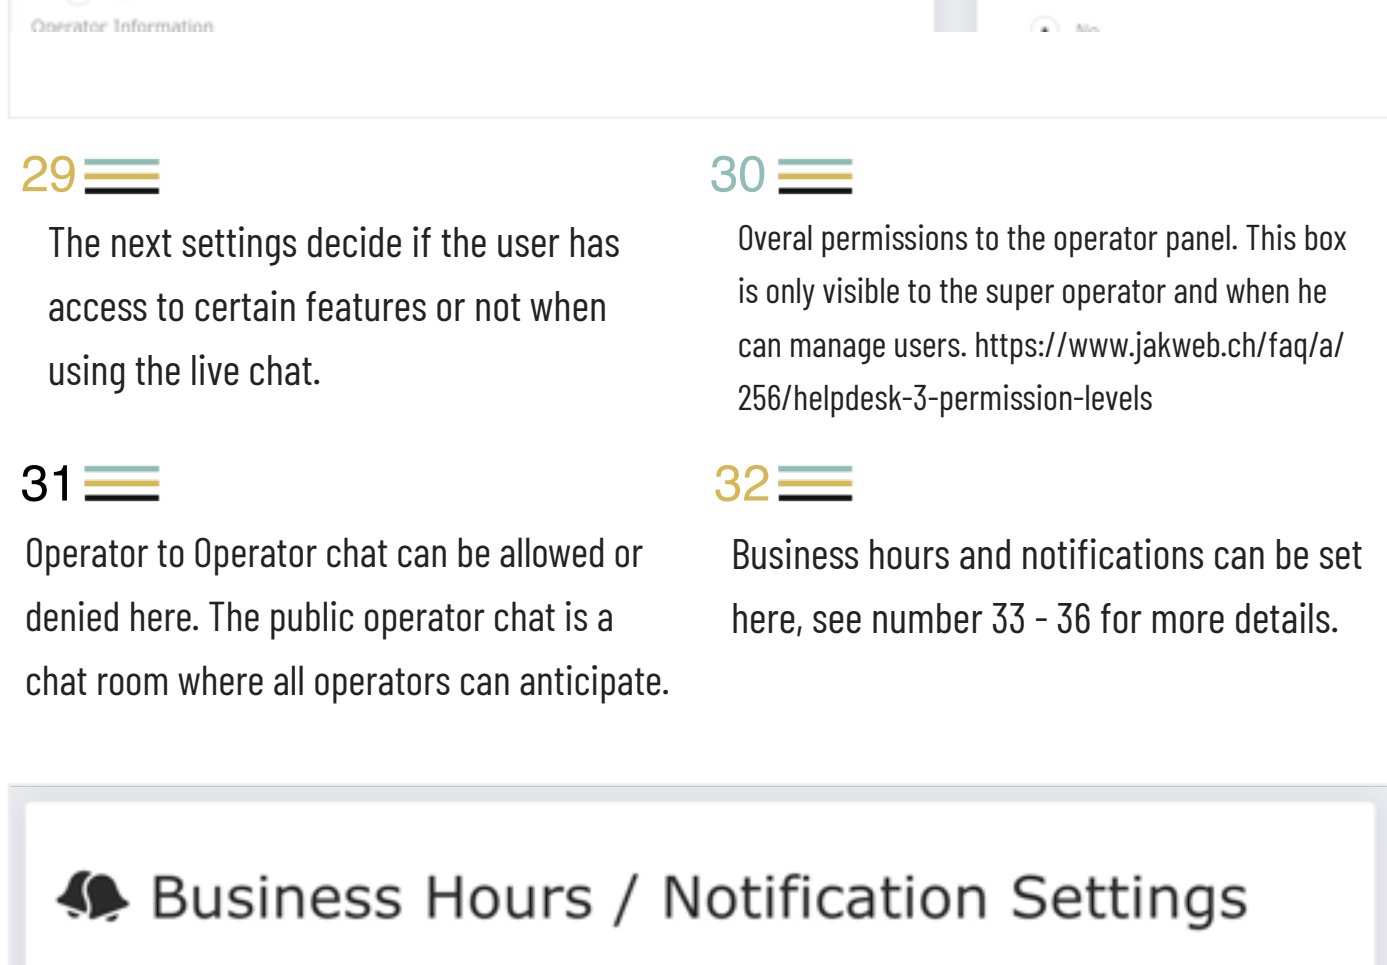 Operator Information
No
29
The next settings decide if the user has
access to certain features or not when
using the live chat.
30
Overal permissions to the operator panel. This box
is only visible to the super operator and when he
can manage users. https://www.jakweb.ch/faq/a/
256/helpdesk-3-permission-levels
31
Operator to Operator chat can be allowed or
denied here. The public operator chat is a
chat room where all operators can anticipate.
32
Business hours and notifications can be set
here, see number 33 - 36 for more details.
Business Hours / Notification Settings